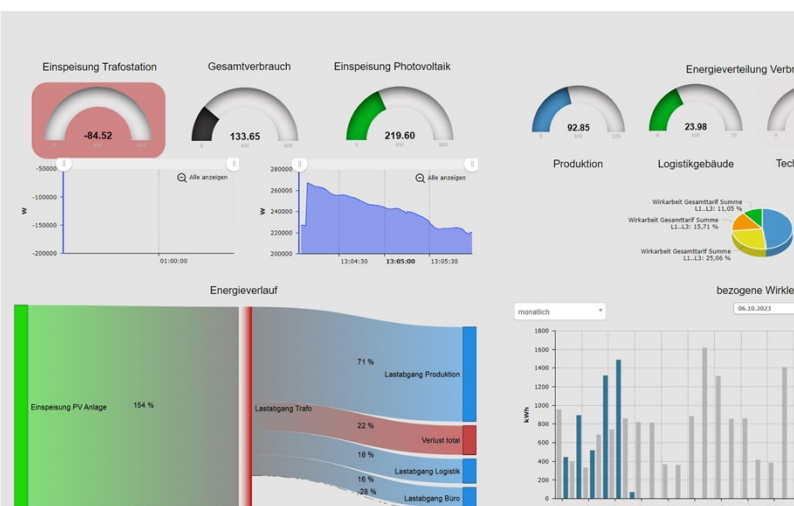 Einspeisung Trafostation
Gesamtverbrauch
Einspeisung Photovoltaik
Energieverteilung Verbr
-84.52
133.65
219.60
92.85
23.98
Produktion
Logistikgebäude
Tech
-50000
-100000
-150000
-200000
W
Alle anzeigen
01:00:00
280000
260000
240000
220000
200000
W
Alle anzeigen
13:04:30
13:05:00
13:05:30
Wirkarbeit Gesamttarif Summe
L1..L3: 11,05 %
Wirkarbeit Gesamttarif Summe
L1..L3: 15,71 %
Wirkarbeit Gesamttarif Summe
L1..L3: 25,06 %
Energieverlauf
Einspeisung PV Anlage
154 %
Lastabgang Trafo
71 %
Lastabgang Produktion
22 %
Verlust total
18 %
Lastabgang Logistik
16 %
-28 %
Lastabgang Büro
bezogene Wirkle
monatlich
06.10.2023
kWh
1800
1600
1400
1200
1000
800
600
400
200
0